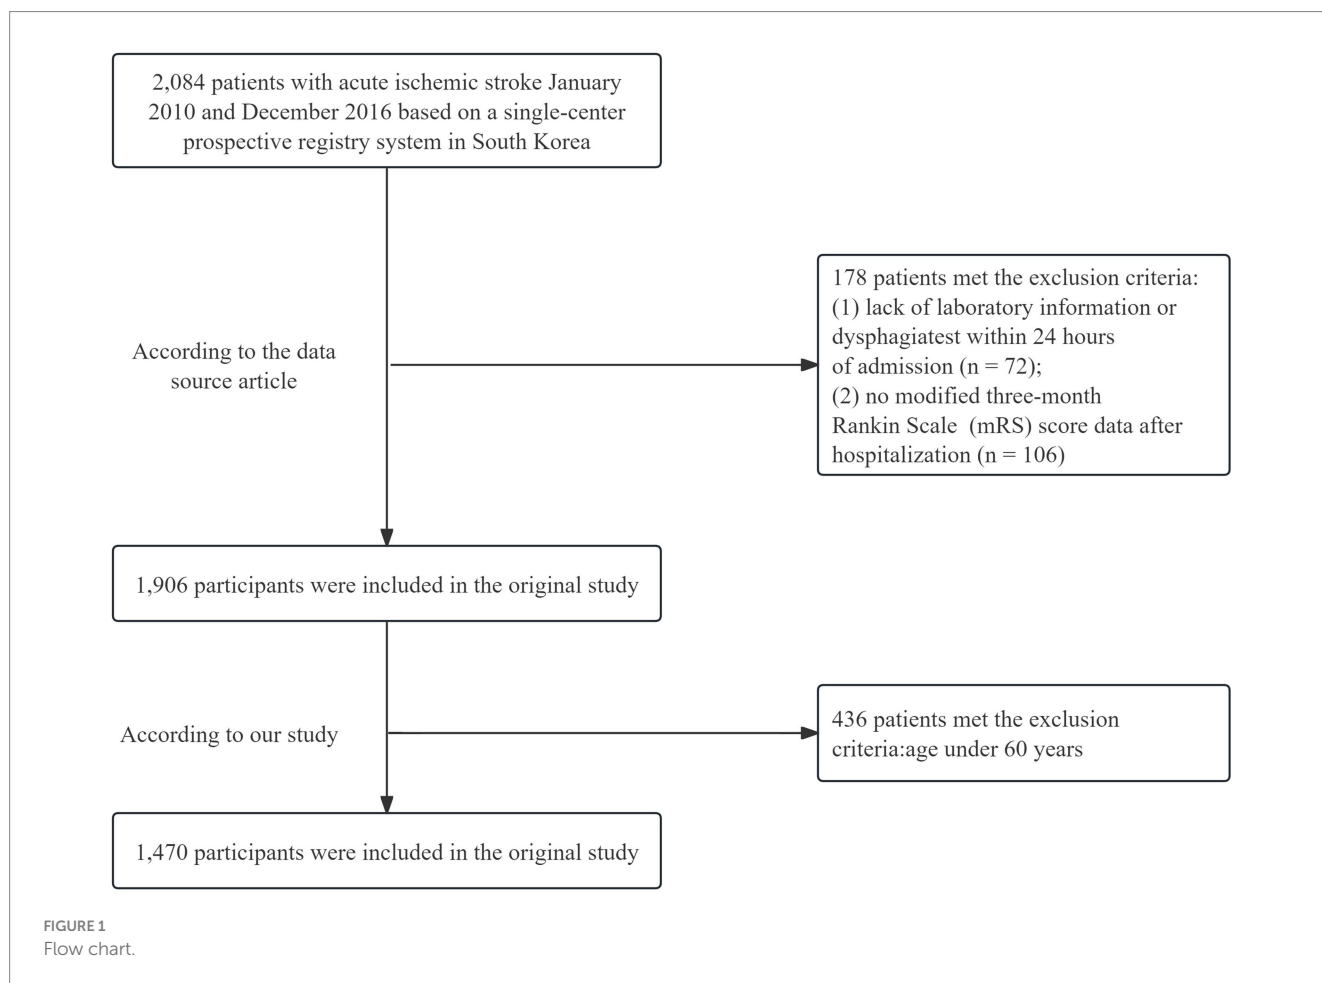 2,084 patients with acute ischemic stroke January
2010 and December 2016 based on a single-center
prospective registry system in South Korea
178 patients met the exclusion criteria:
(1) lack of laboratory information or
dysphagiatest within 24 hours
of admission (n = 72);
(2) no modified three-month
Rankin Scale (mRS) score data after
hospitalization (n = 106)
According to the data
source article
1,906 participants were included in the original study
According to our study
436 patients met the exclusion
criteria:age under 60 years
1,470 participants were included in the original study
FIGURE 1
Flow chart.